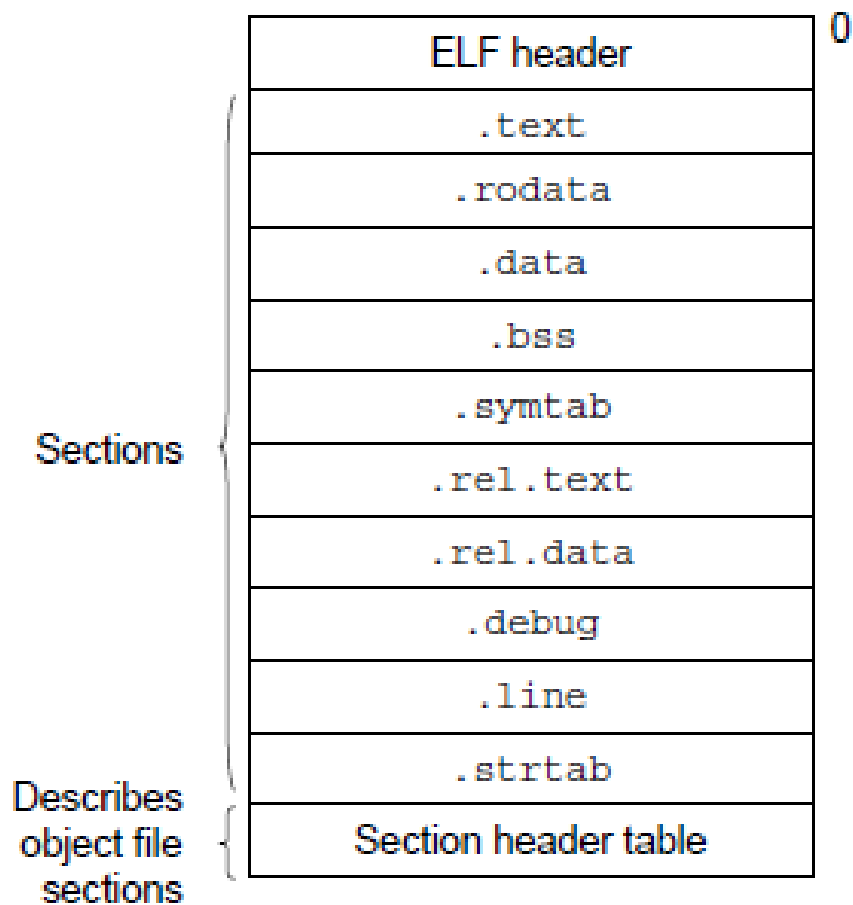 0
ELF header
.text
.rodata
.data
.bss
.symtab
Sections
.rel.text
.rel.data
.debug
.line
.strtab
Describes
object file
sections
Section header table